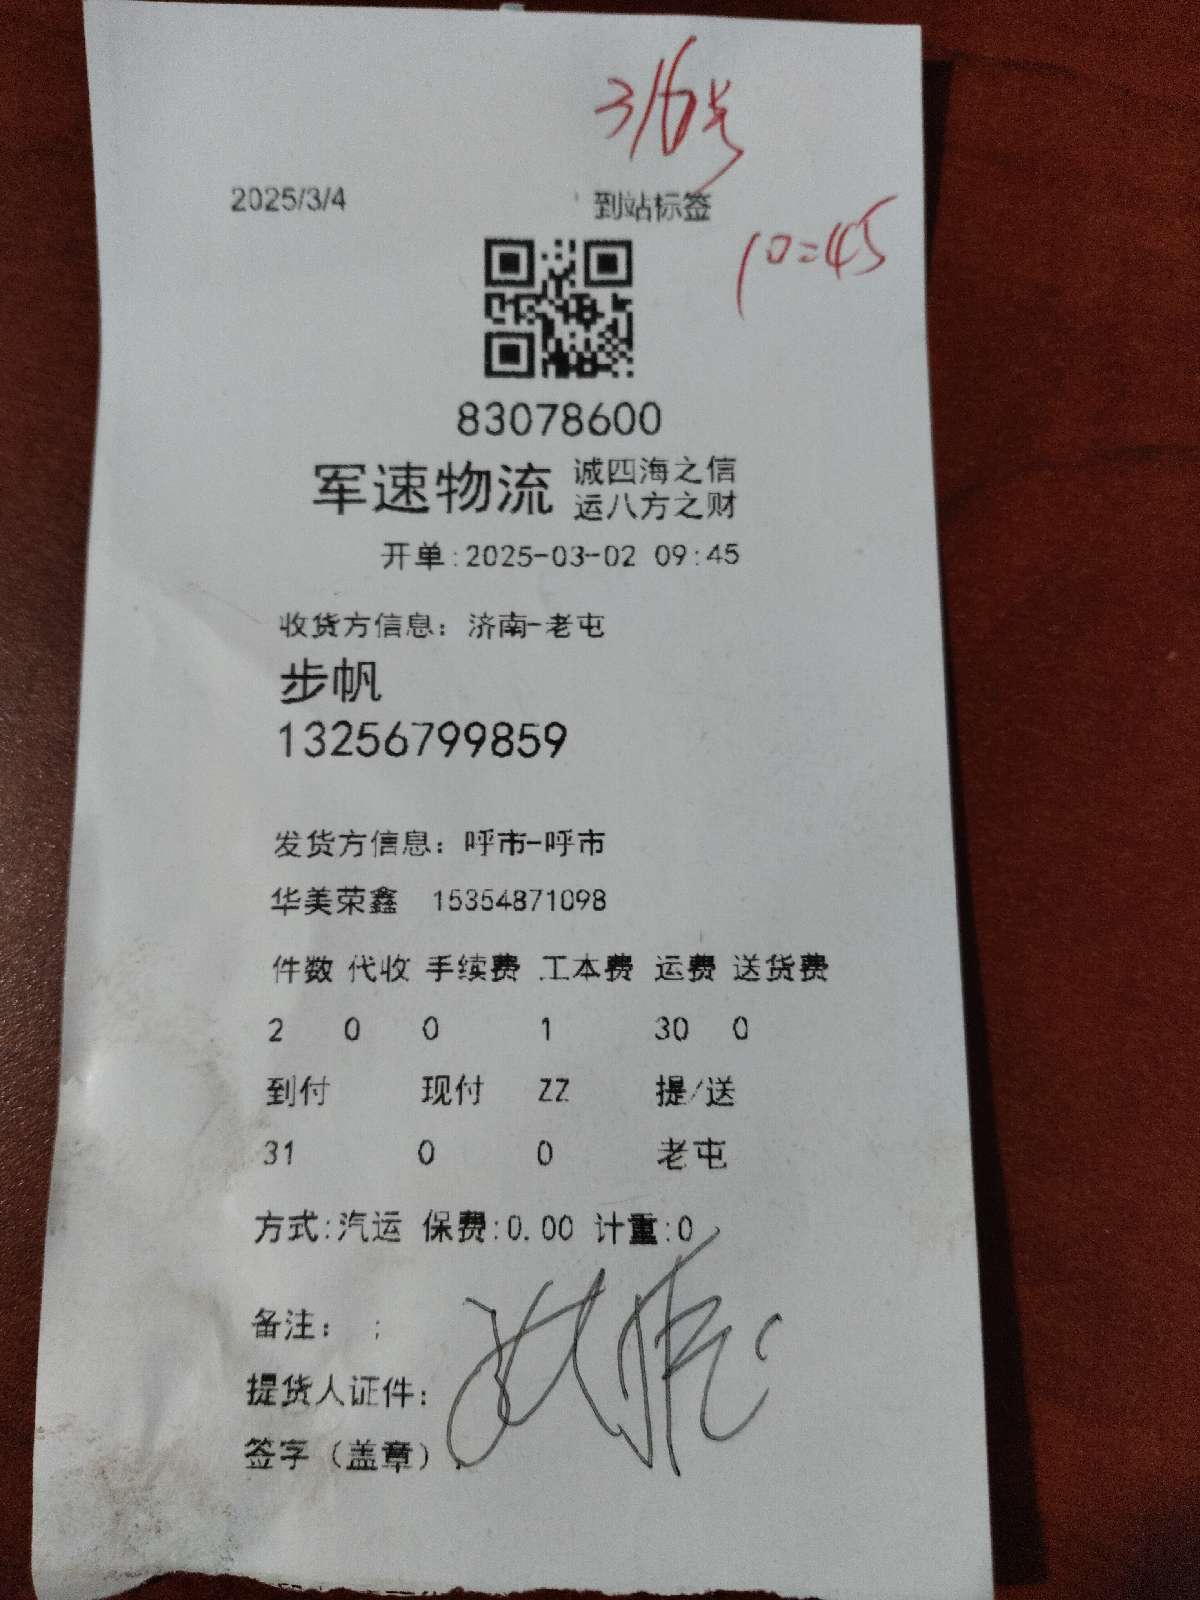 3/6号
2025/3/4 到站标签
10=45
83078600
军速物流 诚四海之信
运八方之财
开单:2025-03-02 09:45
收货方信息：济南-老屯
步帆
13256799859
发货方信息：呼市-呼市
华美荣鑫 15354871098
件数 代收 手续费 工本费 运费 送货费
2 0 0 1 30 0
到付 现付 ZZ 提/送
31 0 0 老屯
方式:汽运 保费:0.00 计重:0
备注： ;
提货人证件:
签字（盖章）